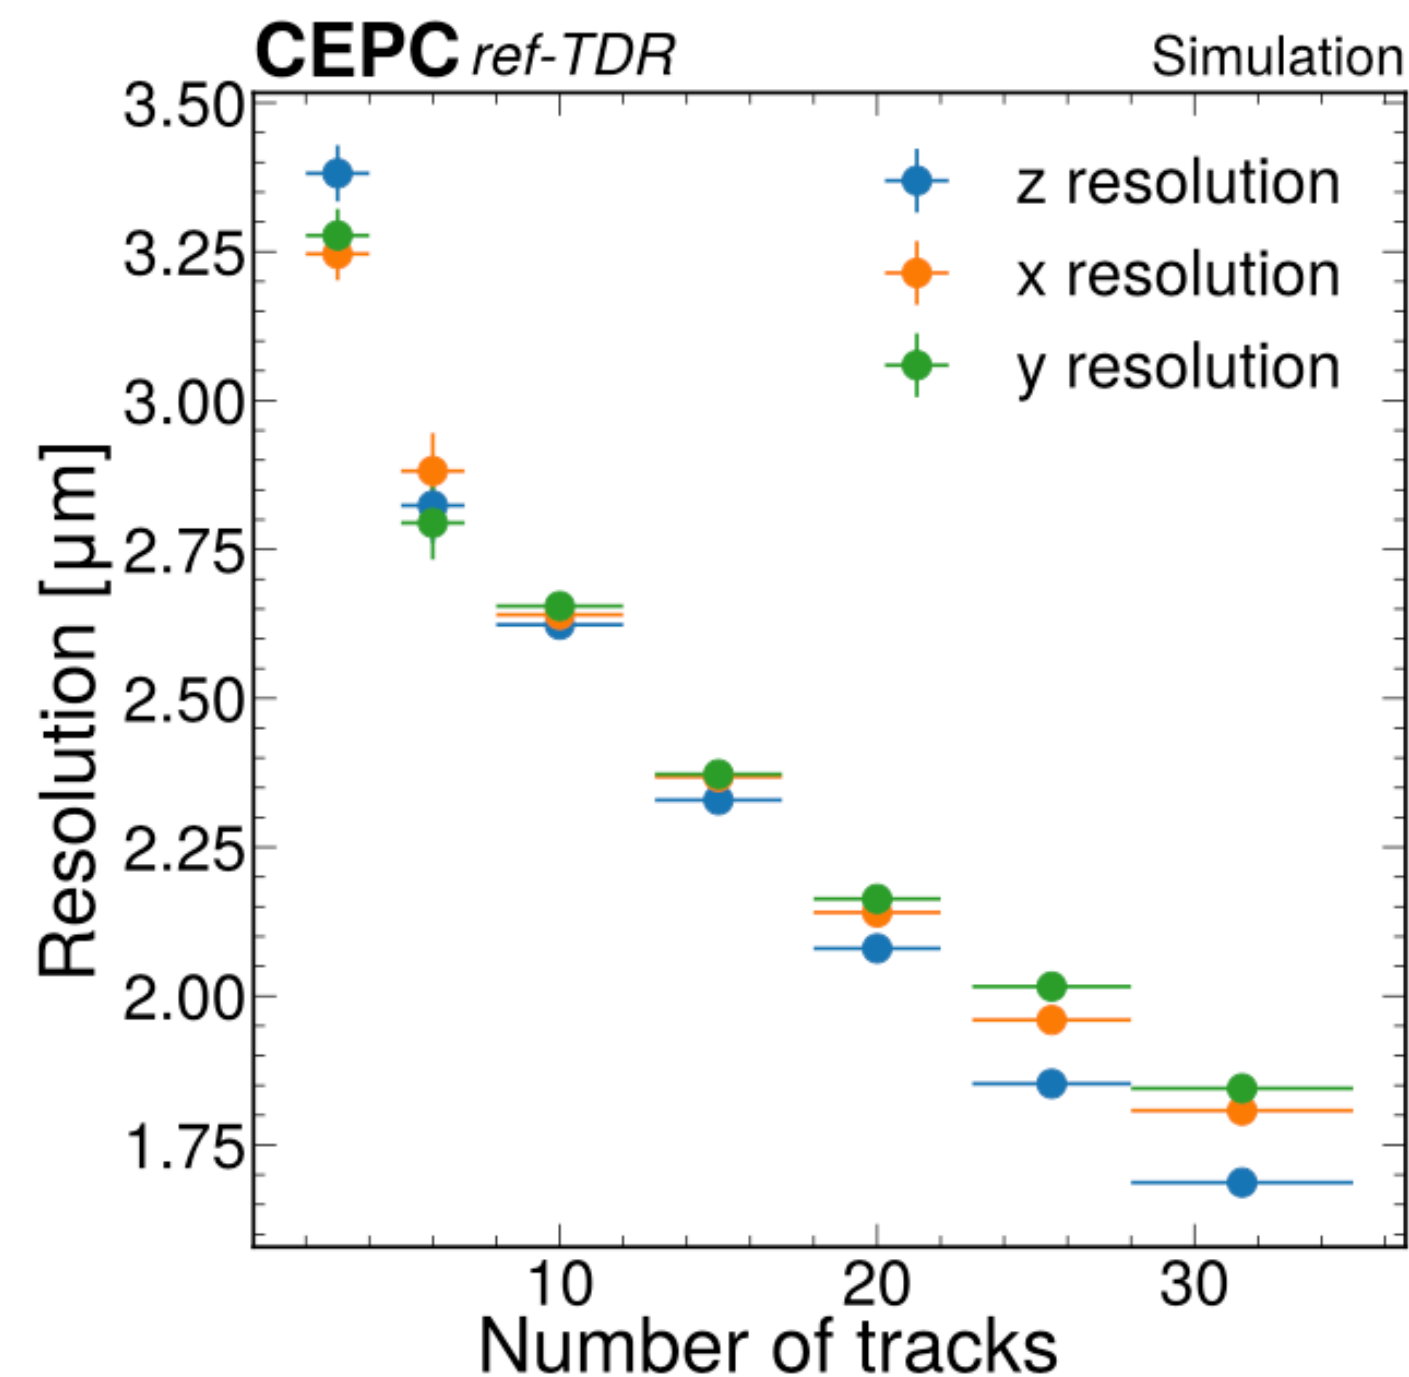 CEPC ref-TDR Simulation
z resolution
x resolution
y resolution
Resolution [μm]
3.50
3.25
3.00
2.75
2.50
2.25
2.00
1.75
10 20 30
Number of tracks